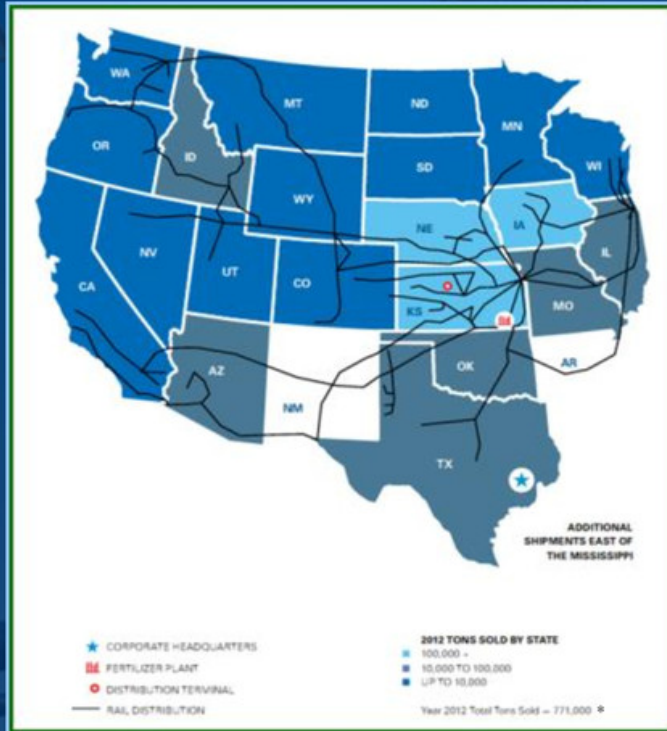 WA
MT
ND
MN
OR
ID
SD
WI
WY
NE
IA
NV
UT
CO
IL
CA
KS
MO
AZ
OK
NM
AR
TX
ADDITIONAL
SHIPMENTS EAST OF
THE MISSISSIPPI
CORPORATE HEADQUARTERS
FERTILIZER PLANT
DISTRIBUTION TERVINAL
RAIL DISTRIBUTION
2012 TONS SOLD BY STATE
100,000 +
10,000 TO 100,000
UP TO 10,000
Year 2012 Total Tons Sold — 771,000 *